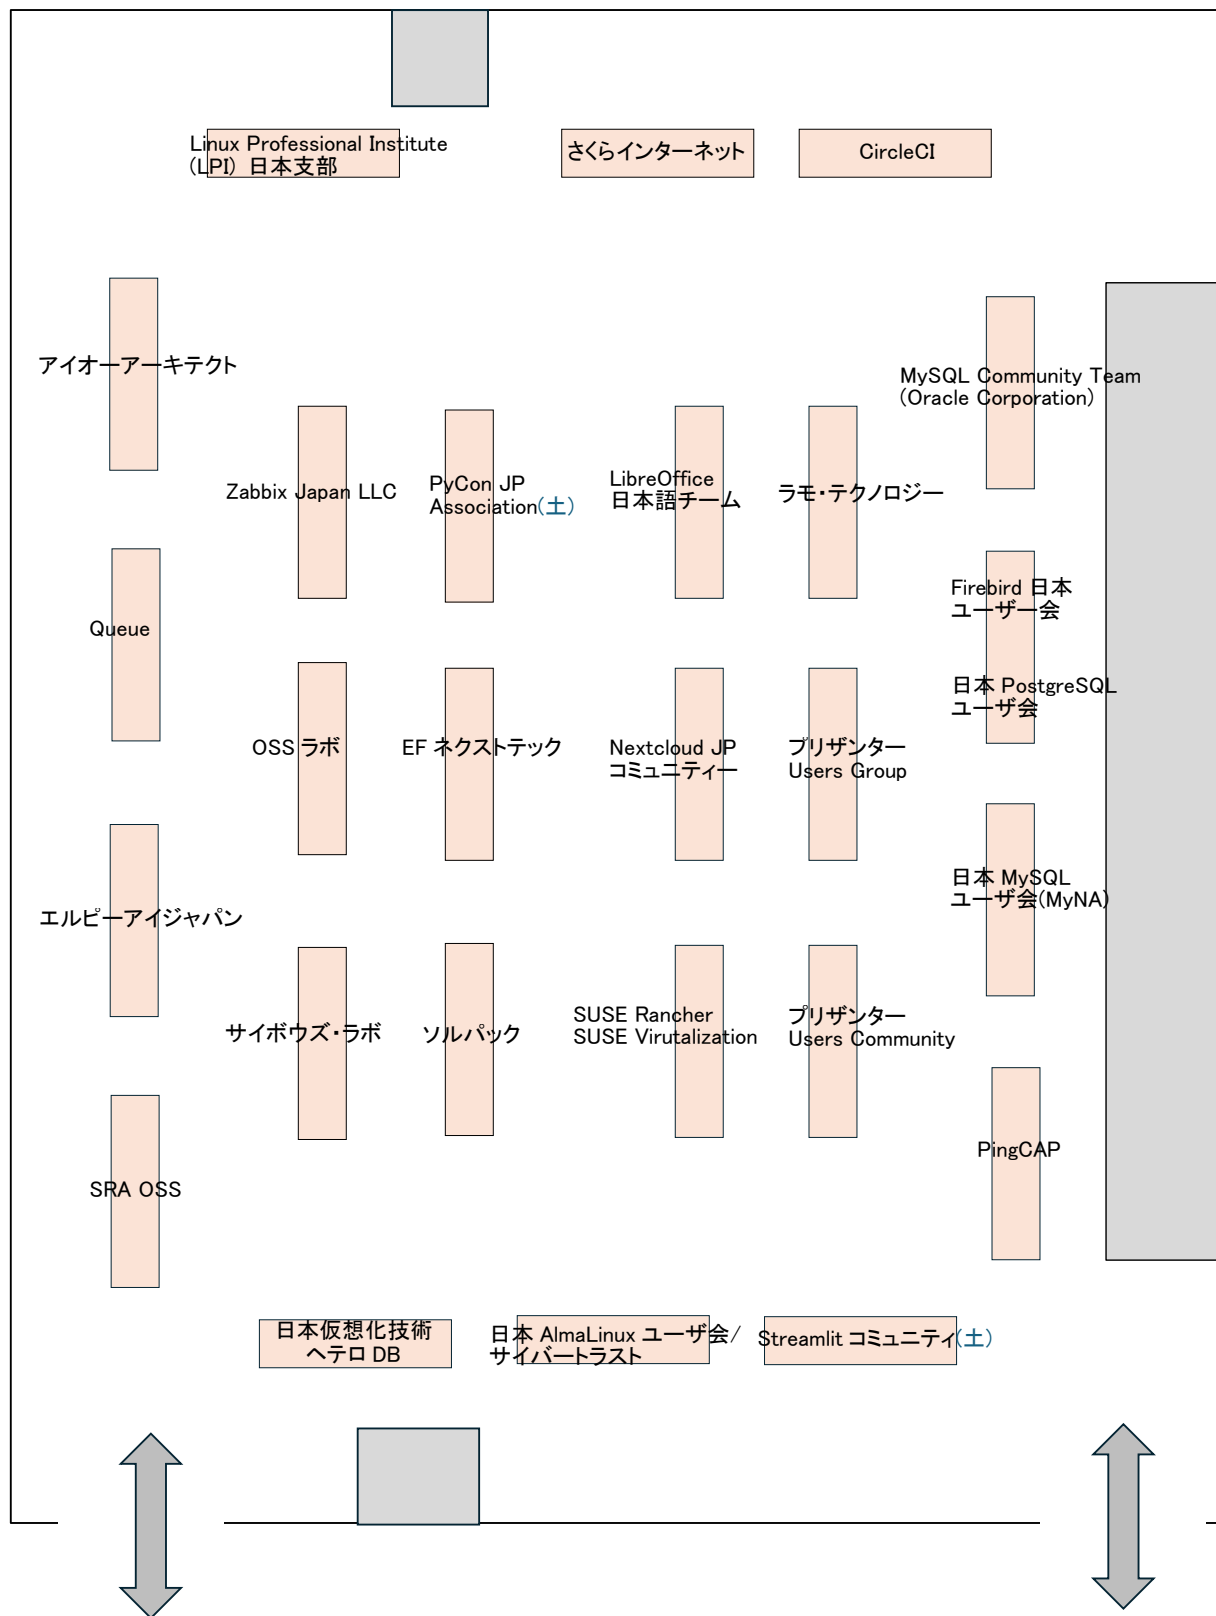 Linux Professional Institute
(LPI) 日本支部
さくらインターネット
CircleCI
アイオーアーキテクト
MySQL Community Team
(Oracle Corporation)
Zabbix Japan LLC
PyCon JP
Association(土)
LibreOffice
日本語チーム
ラモ・テクノロジー
Queue
Firebird 日本
ユーザー会
日本 PostgreSQL
ユーザ会
OSS ラボ
EF ネクストテック
Nextcloud JP
コミュニティー
プリザンター
Users Group
エルピーアイジャパン
日本 MySQL
ユーザ会(MyNA)
サイボウズ・ラボ
ソルパック
SUSE Rancher
SUSE Virutalization
プリザンター
Users Community
PingCAP
SRA OSS
日本仮想化技術
ヘテロ DB
日本 AlmaLinux ユーザ会/
サイバートラスト
Streamlit コミュニティ(土)